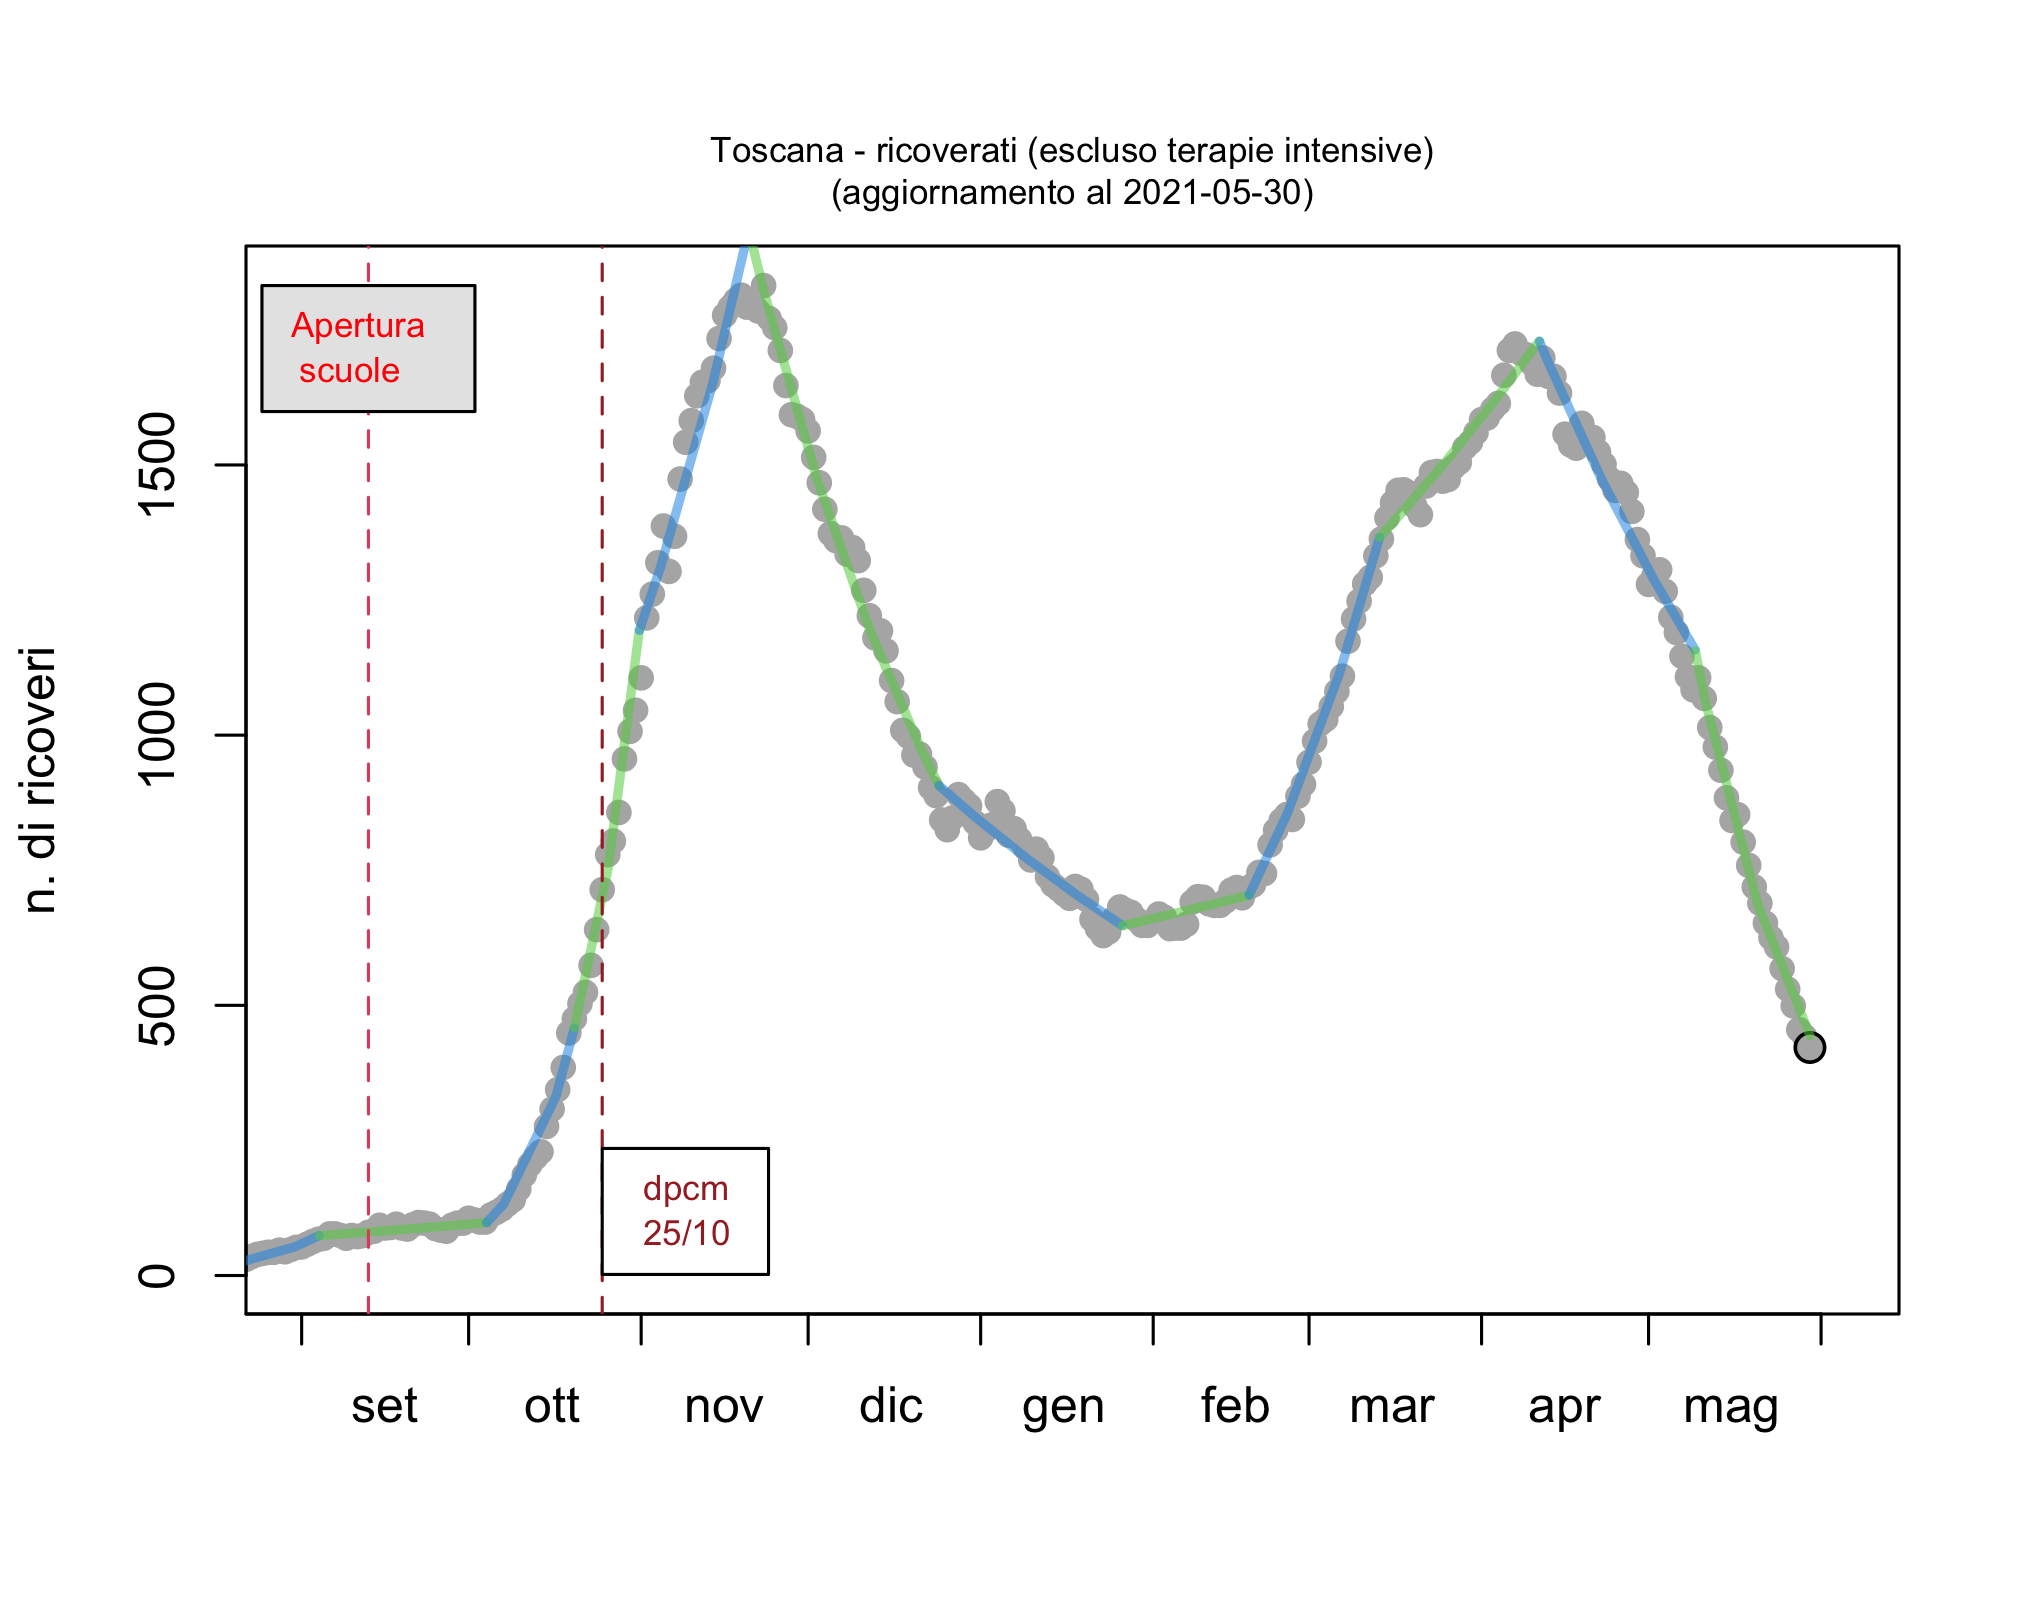 Toscana - ricoverati (escluso terapie intensive)
(aggiornamento al 2021-05-30)
Apertura
scuole
n. di ricoveri
1500
1000
500
0
dpcm
25/10
set ott nov dic gen feb mar apr mag